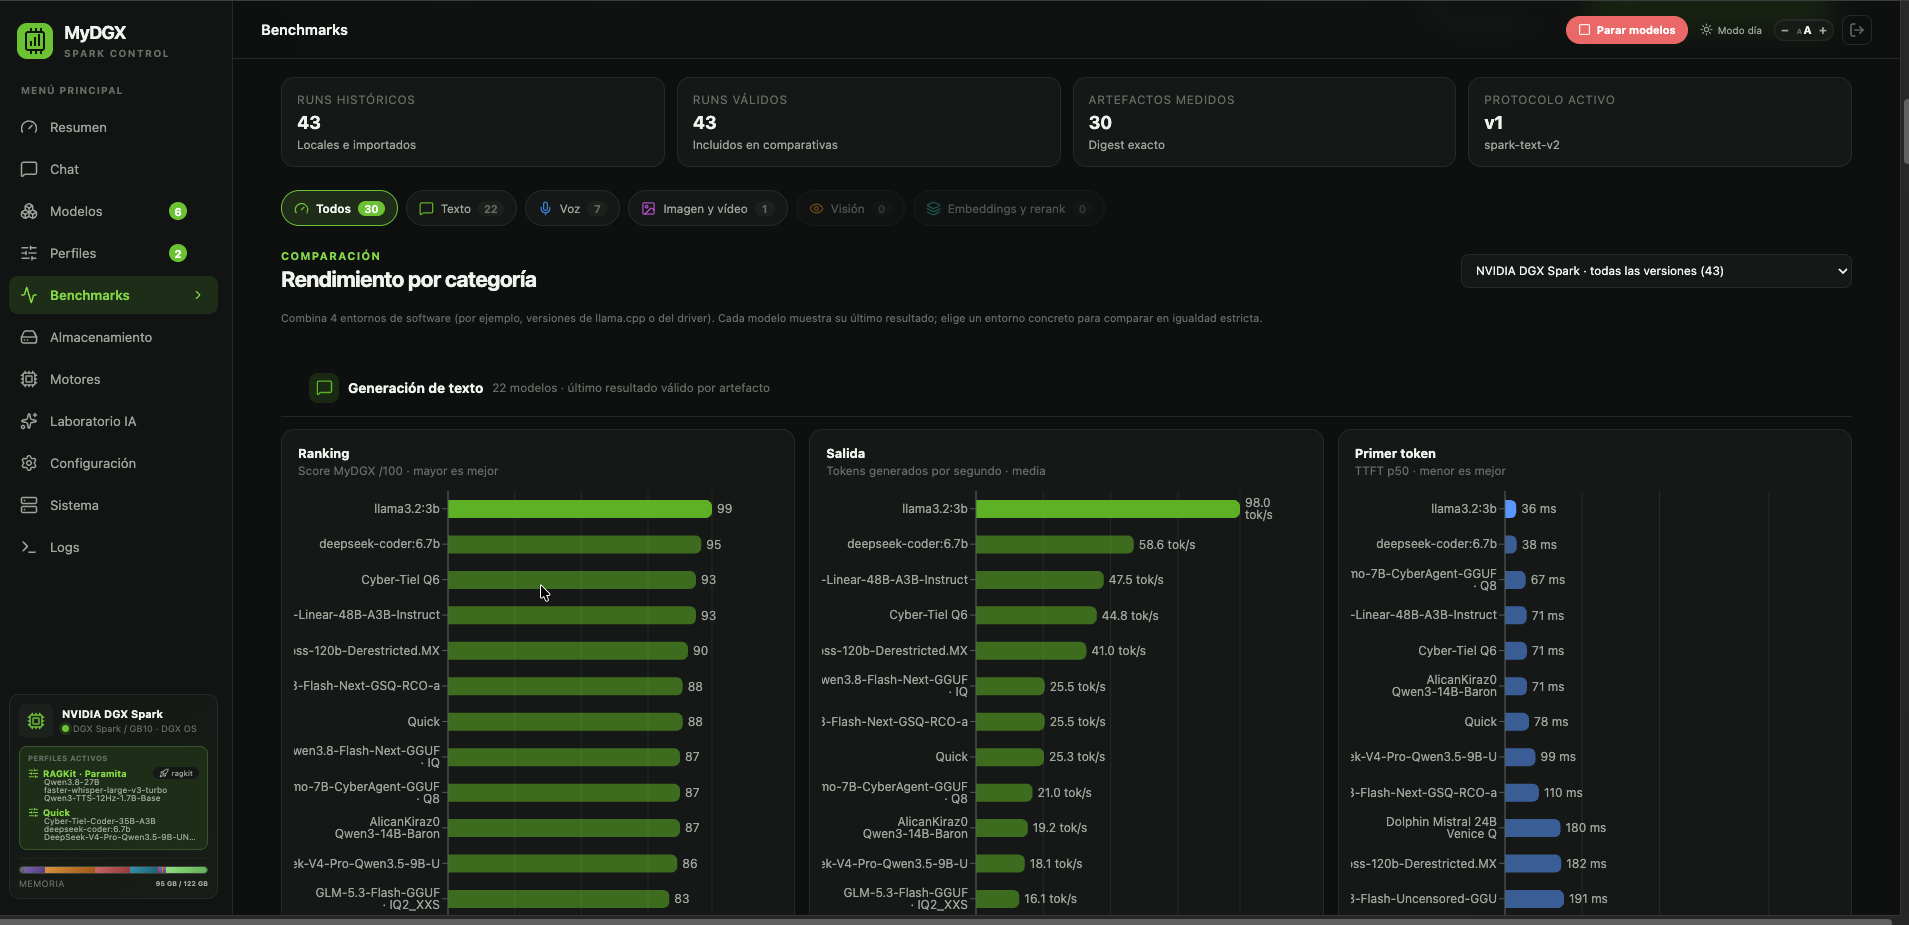 MyDGX
SPARK CONTROL
MENÚ PRINCIPAL
Resumen
Chat
Modelos 6
Perfiles 2
Benchmarks
Almacenamiento
Motores
Laboratorio IA
Configuración
Sistema
Logs
NVIDIA DGX Spark
DGX Spark / GB10 · DGX OS
PERFILES ACTIVOS
RAGKit · Paramita ragkit
Qwen3.8-27B
faster-whisper-large-v3-turbo
Qwen3-TTS-12Hz-1.7B-Base
Quick
Cyber-Tiel-Coder-35B-A3B
deepseek-coder:6.7b
DeepSeek-V4-Pro-Qwen3.5-9B-UN...
MEMORIA 95 GB / 122 GB
Benchmarks
Parar modelos
Modo día
− AA +
RUNS HISTÓRICOS
43
Locales e importados
RUNS VÁLIDOS
43
Incluidos en comparativas
ARTEFACTOS MEDIDOS
30
Digest exacto
PROTOCOLO ACTIVO
v1
spark-text-v2
Todos 30
Texto 22
Voz 7
Imagen y vídeo 1
Visión 0
Embeddings y rerank 0
COMPARACIÓN
Rendimiento por categoría
NVIDIA DGX Spark · todas las versiones (43)
Combina 4 entornos de software (por ejemplo, versiones de llama.cpp o del driver). Cada modelo muestra su último resultado; elige un entorno concreto para comparar en igualdad estricta.
Generación de texto 22 modelos · último resultado válido por artefacto
Ranking
Score MyDGX /100 · mayor es mejor
llama3.2:3b 99
deepseek-coder:6.7b 95
Cyber-Tiel Q6 93
-Linear-48B-A3B-Instruct 93
oss-120b-Derestricted.MX 90
3-Flash-Next-GSQ-RCO-a 88
Quick 88
wen3.8-Flash-Next-GGUF
· IQ 87
mo-7B-CyberAgent-GGUF
· Q8 87
AlicanKiraz0
Qwen3-14B-Baron 87
ek-V4-Pro-Qwen3.5-9B-U 86
GLM-5.3-Flash-GGUF
· IQ2_XXS 83
Salida
Tokens generados por segundo · media
llama3.2:3b 98.0
tok/s
deepseek-coder:6.7b 58.6 tok/s
-Linear-48B-A3B-Instruct 47.5 tok/s
Cyber-Tiel Q6 44.8 tok/s
oss-120b-Derestricted.MX 41.0 tok/s
wen3.8-Flash-Next-GGUF
· IQ 25.5 tok/s
3-Flash-Next-GSQ-RCO-a 25.5 tok/s
Quick 25.3 tok/s
mo-7B-CyberAgent-GGUF
· Q8 21.0 tok/s
AlicanKiraz0
Qwen3-14B-Baron 19.2 tok/s
ek-V4-Pro-Qwen3.5-9B-U 18.1 tok/s
GLM-5.3-Flash-GGUF
· IQ2_XXS 16.1 tok/s
Primer token
TTFT p50 · menor es mejor
llama3.2:3b 36 ms
deepseek-coder:6.7b 38 ms
mo-7B-CyberAgent-GGUF
· Q8 67 ms
-Linear-48B-A3B-Instruct 71 ms
Cyber-Tiel Q6 71 ms
AlicanKiraz0
Qwen3-14B-Baron 71 ms
Quick 78 ms
ek-V4-Pro-Qwen3.5-9B-U 99 ms
3-Flash-Next-GSQ-RCO-a 110 ms
Dolphin Mistral 24B
Venice Q 180 ms
oss-120b-Derestricted.MX 182 ms
3-Flash-Uncensored-GGU 191 ms